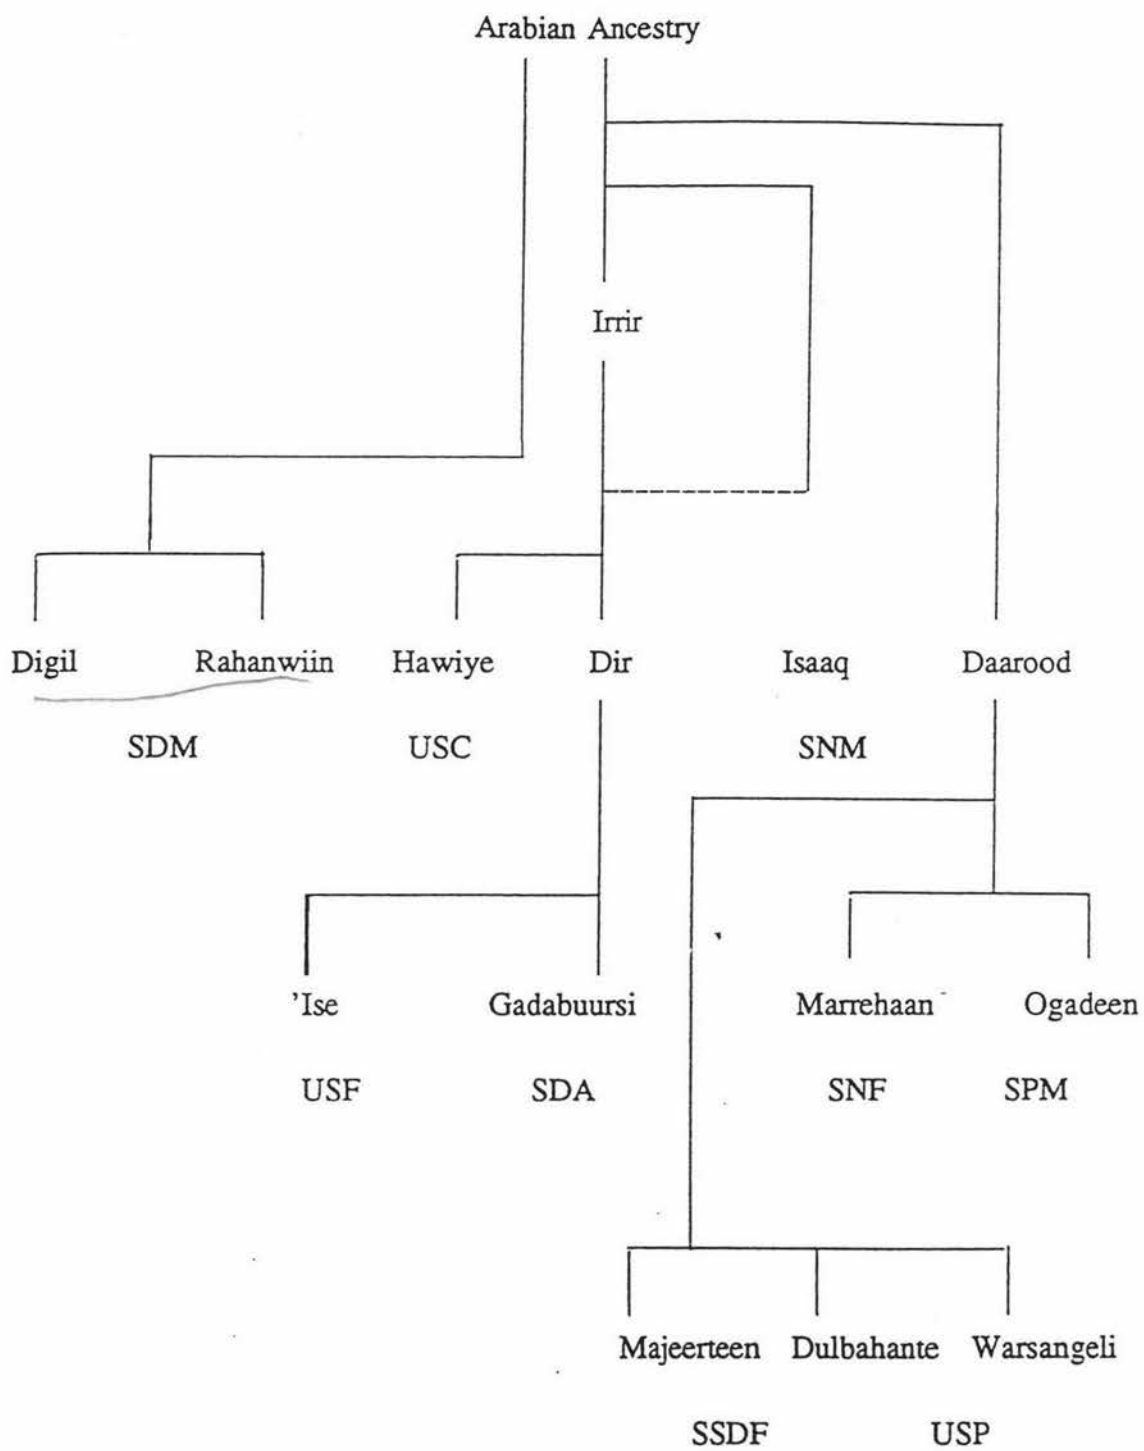 Arabian Ancestry
Irrir
Digil Rahanwiin Hawiye Dir Isaaq Daarood
SDM USC SNM
'Ise Gadabuursi Marrehaan Ogadeen
USF SDA SNF SPM
Majeerteen Dulbahante Warsangeli
SSDF USP